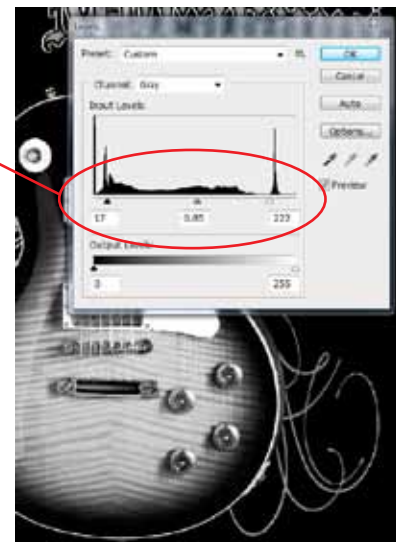 Levels
Preset: Custom
OK
Cancel
Channel: Gray
Auto
Input Levels
Options...
Preview
17 0.85 223
Output Levels
0 255